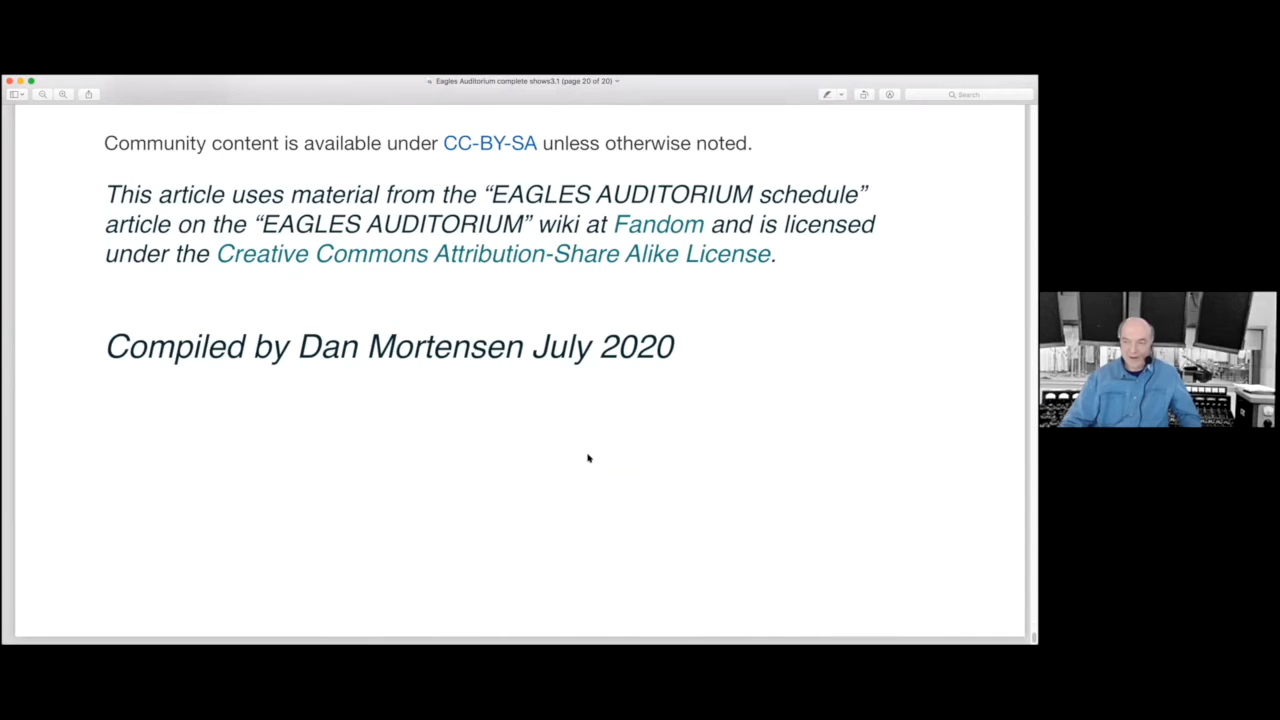 Eagles Auditorium complete shows3.1 (page 20 of 20)
Search
Community content is available under CC-BY-SA unless otherwise noted.
This article uses material from the “EAGLES AUDITORIUM schedule”
article on the “EAGLES AUDITORIUM” wiki at Fandom and is licensed
under the Creative Commons Attribution-Share Alike License.
Compiled by Dan Mortensen July 2020